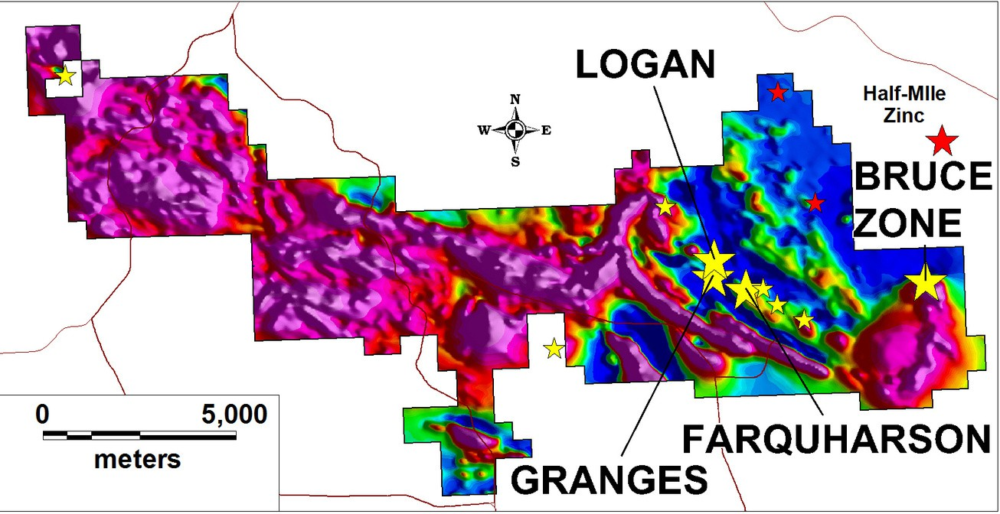 LOGAN
Half-MIle
Zinc
N
W E
S
BRUCE
ZONE
0 5,000
meters
FARQUHARSON
GRANGES